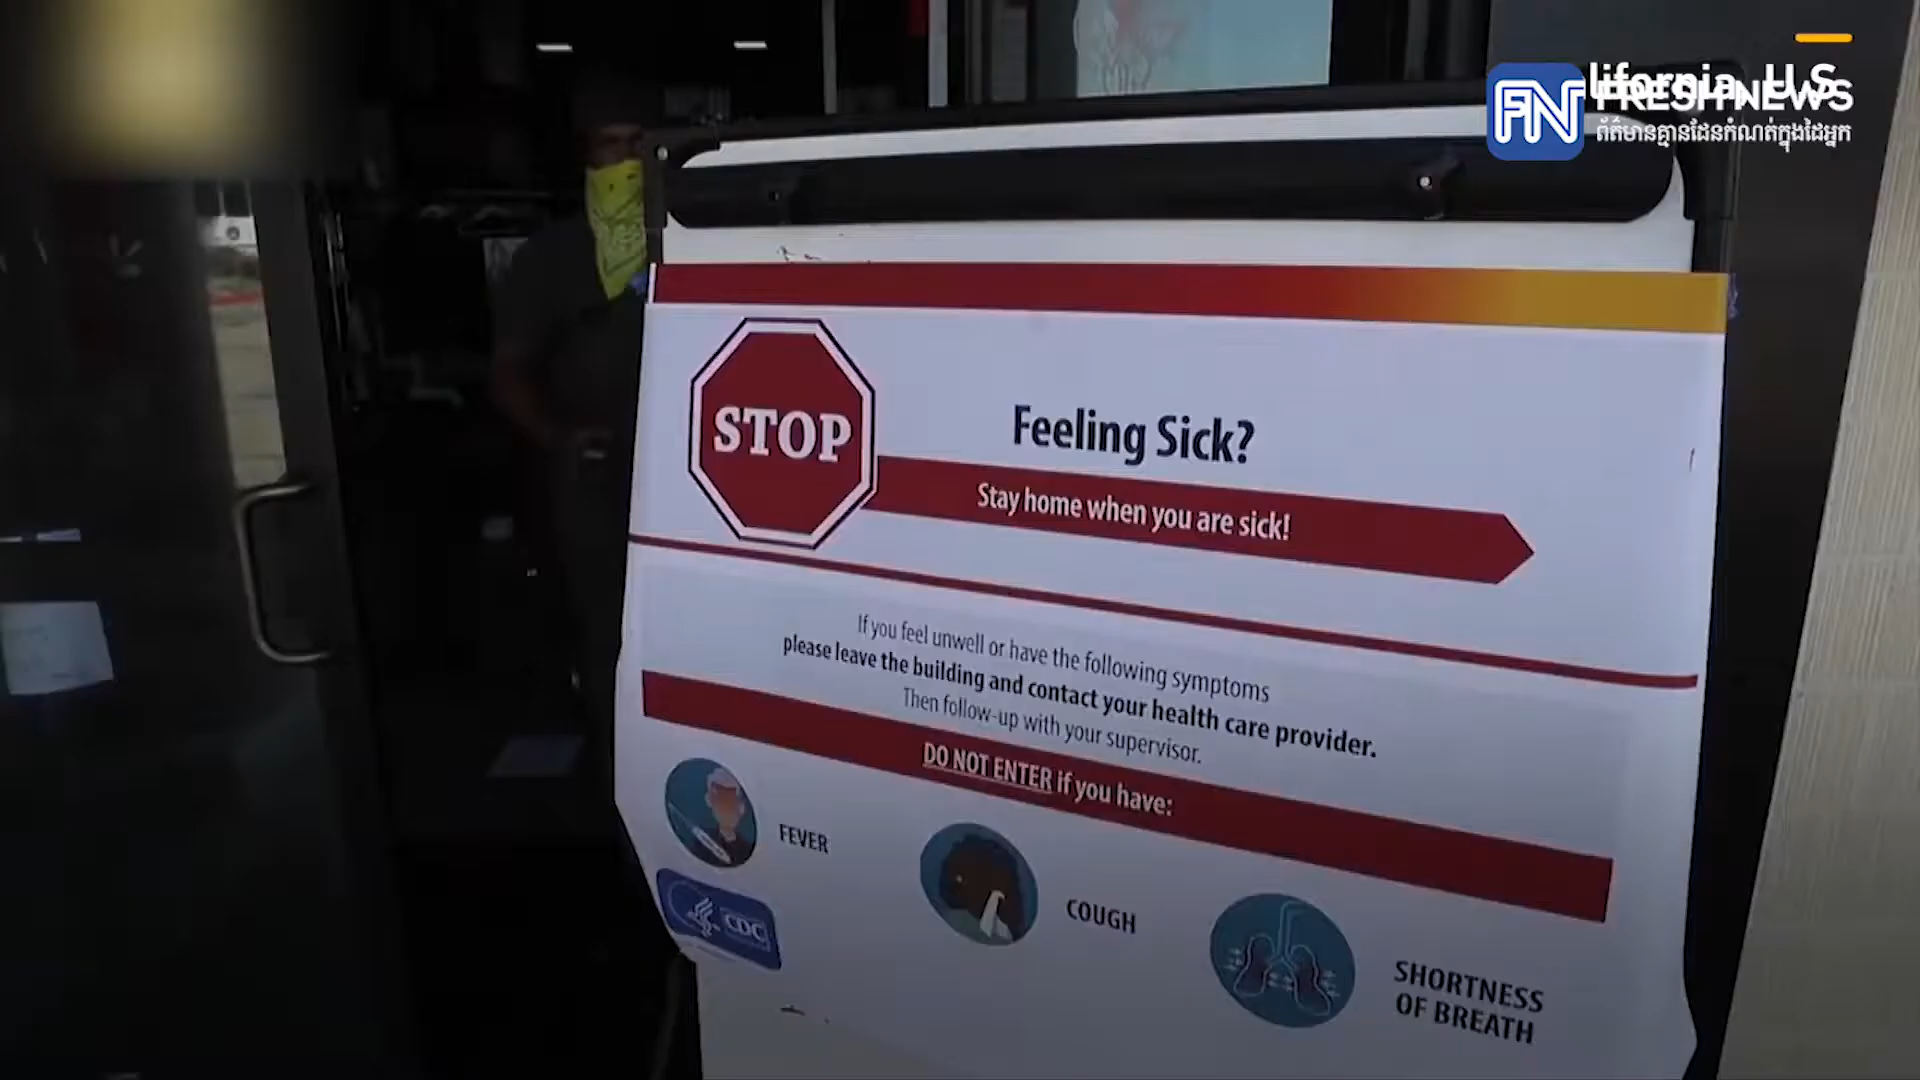 lifornia, U.S
FN
FRESH NEWS
ព័ត៌មានគ្មានដែនកំណត់ក្នុងដៃអ្នក
STOP
Feeling Sick?
Stay home when you are sick!
If you feel unwell or have the following symptoms
please leave the building and contact your health care provider.
Then follow-up with your supervisor.
DO NOT ENTER if you have:
FEVER
COUGH
SHORTNESS
OF BREATH
CDC